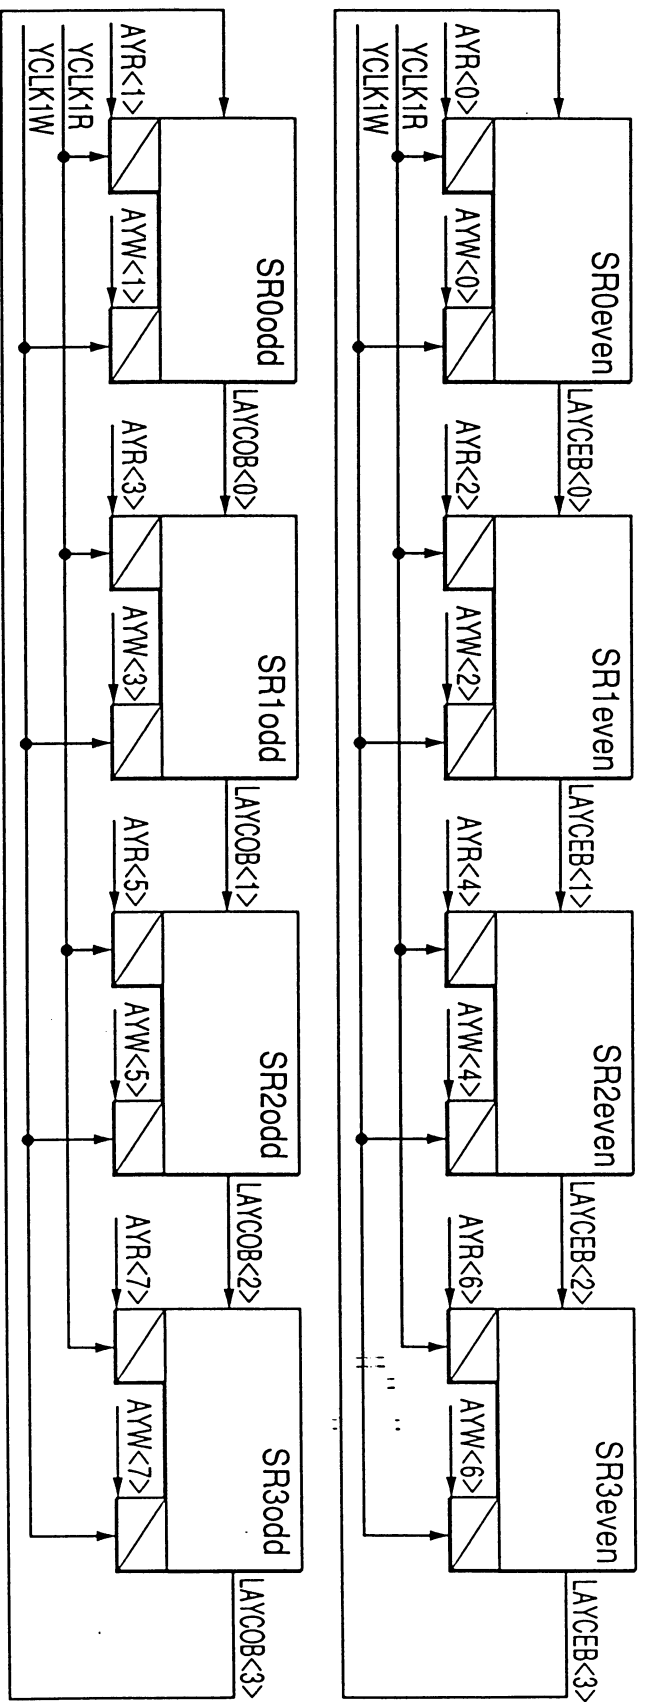 SR0even
LAYCEB<0>
SR1even
LAYCEB<1>
SR2even
LAYCEB<2>
SR3even
LAYCEB<3>
AYR<0>
AYW<0>
AYR<2>
AYW<2>
AYR<4>
AYW<4>
AYR<6>
AYW<6>
YCLK1R
YCLK1W
SR0odd
LAYCOB<0>
SR1odd
LAYCOB<1>
SR2odd
LAYCOB<2>
SR3odd
LAYCOB<3>
AYR<1>
AYW<1>
AYR<3>
AYW<3>
AYR<5>
AYW<5>
AYR<7>
AYW<7>
YCLK1R
YCLK1W